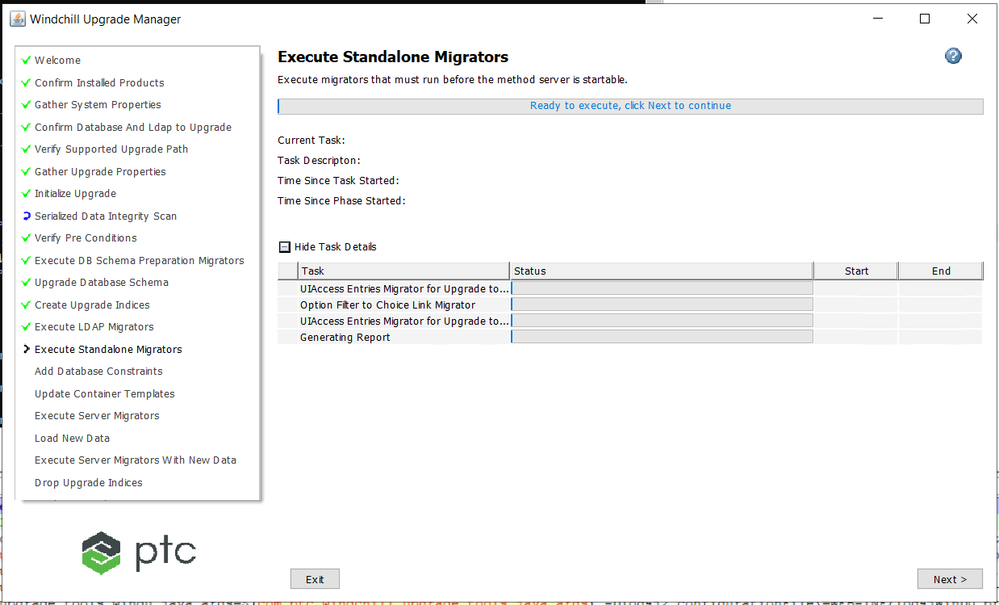 Windchill Upgrade Manager
Welcome
Confirm Installed Products
Gather System Properties
Confirm Database And Ldap to Upgrade
Verify Supported Upgrade Path
Gather Upgrade Properties
Initialize Upgrade
Serialized Data Integrity Scan
Verify Pre Conditions
Execute DB Schema Preparation Migrators
Upgrade Database Schema
Create Upgrade Indices
Execute LDAP Migrators
Execute Standalone Migrators
Add Database Constraints
Update Container Templates
Execute Server Migrators
Load New Data
Execute Server Migrators With New Data
Drop Upgrade Indices
ptc
Execute Standalone Migrators
?
Execute migrators that must run before the method server is startable.
Ready to execute, click Next to continue
Current Task:
Task Descripton:
Time Since Task Started:
Time Since Phase Started:
Hide Task Details
Task Status Start End
UIAccess Entries Migrator for Upgrade to...
Option Filter to Choice Link Migrator
UIAccess Entries Migrator for Upgrade to...
Generating Report
Exit Next >